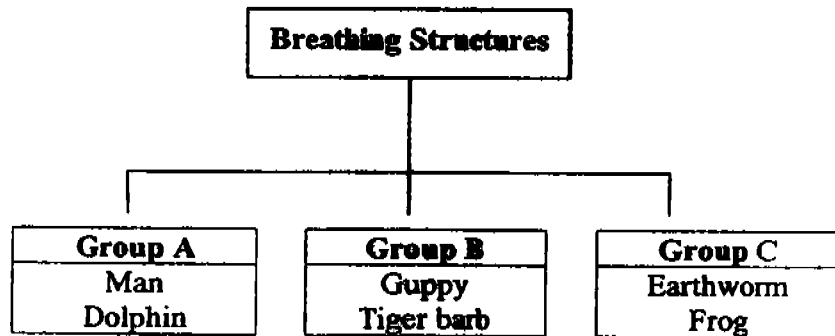 Breathing Structures
Group A
Man
Dolphin
Group B
Guppy
Tiger barb
Group C
Earthworm
Frog